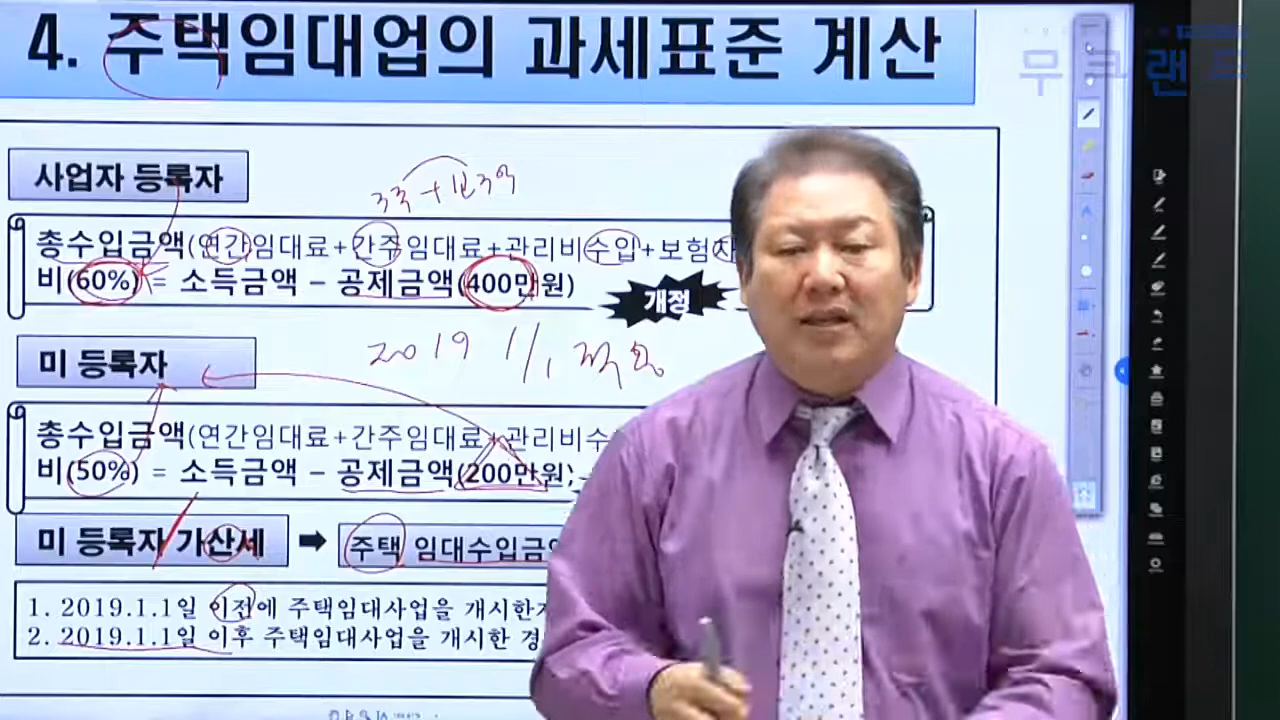 4. 주택임대업의 과세표준 계산
무크랜드
사업자 등록자
3주 + 보 3억
총수입금액(연간임대료+간주임대료+관리비수입+보험차
비(60%) = 소득금액 – 공제금액(400만원)
개정
2019 1/1 적용
미 등록자
총수입금액(연간임대료+간주임대료+관리비수
비(50%) = 소득금액 – 공제금액(200만원)
미 등록자 가산세 ➡ 주택 임대수입금
1. 2019.1.1일 이전에 주택임대사업을 개시한
2. 2019.1.1일 이후 주택임대사업을 개시한 경